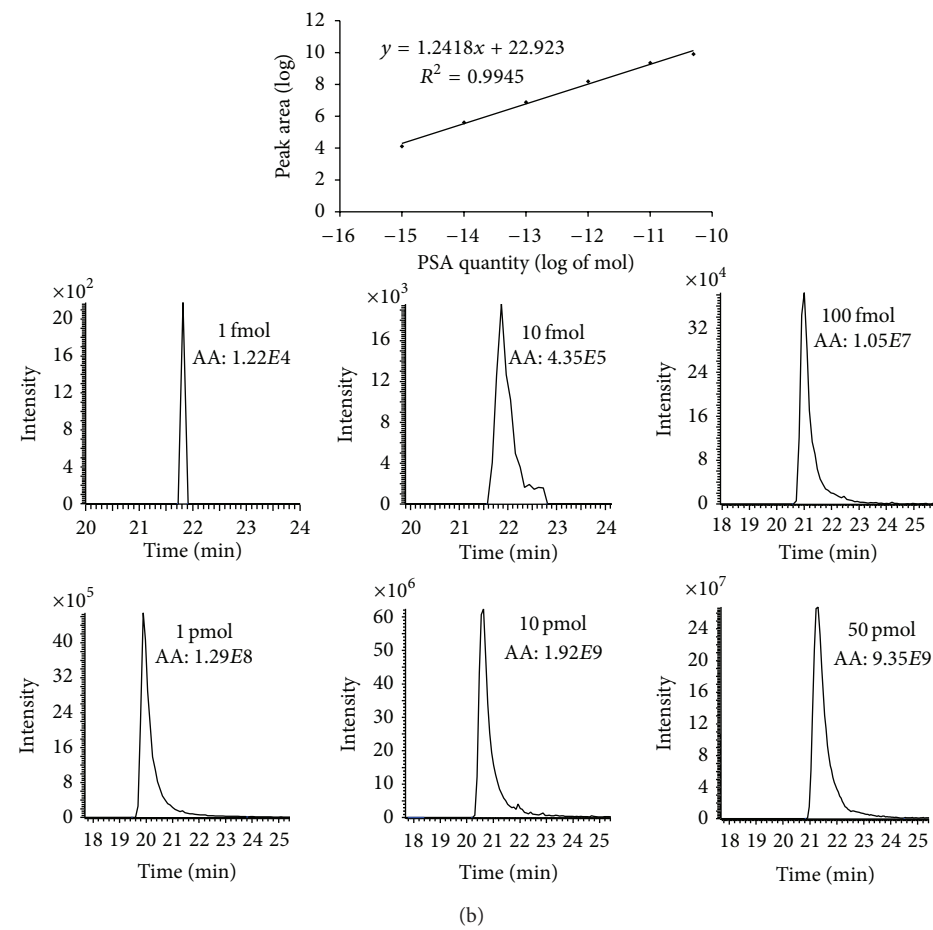 12
10
8
6
4
2
0
Peak area (log)
y = 1.2418x + 22.923
R² = 0.9945
−16 −15 −14 −13 −12 −11 −10
PSA quantity (log of mol)
×10²
20
16
12
8
4
0
Intensity
1 fmol
AA: 1.22E4
20 21 22 23 24
Time (min)
×10³
16
12
8
4
0
Intensity
10 fmol
AA: 4.35E5
20 21 22 23 24
Time (min)
×10⁴
32
24
16
8
0
Intensity
100 fmol
AA: 1.05E7
18 19 20 21 22 23 24 25
Time (min)
×10⁵
40
32
24
16
8
0
Intensity
1 pmol
AA: 1.29E8
18 19 20 21 22 23 24 25
Time (min)
×10⁶
60
50
40
30
20
10
0
Intensity
10 pmol
AA: 1.92E9
18 19 20 21 22 23 24 25
Time (min)
×10⁷
24
20
16
12
8
4
0
Intensity
50 pmol
AA: 9.35E9
18 19 20 21 22 23 24 25
Time (min)
(b)